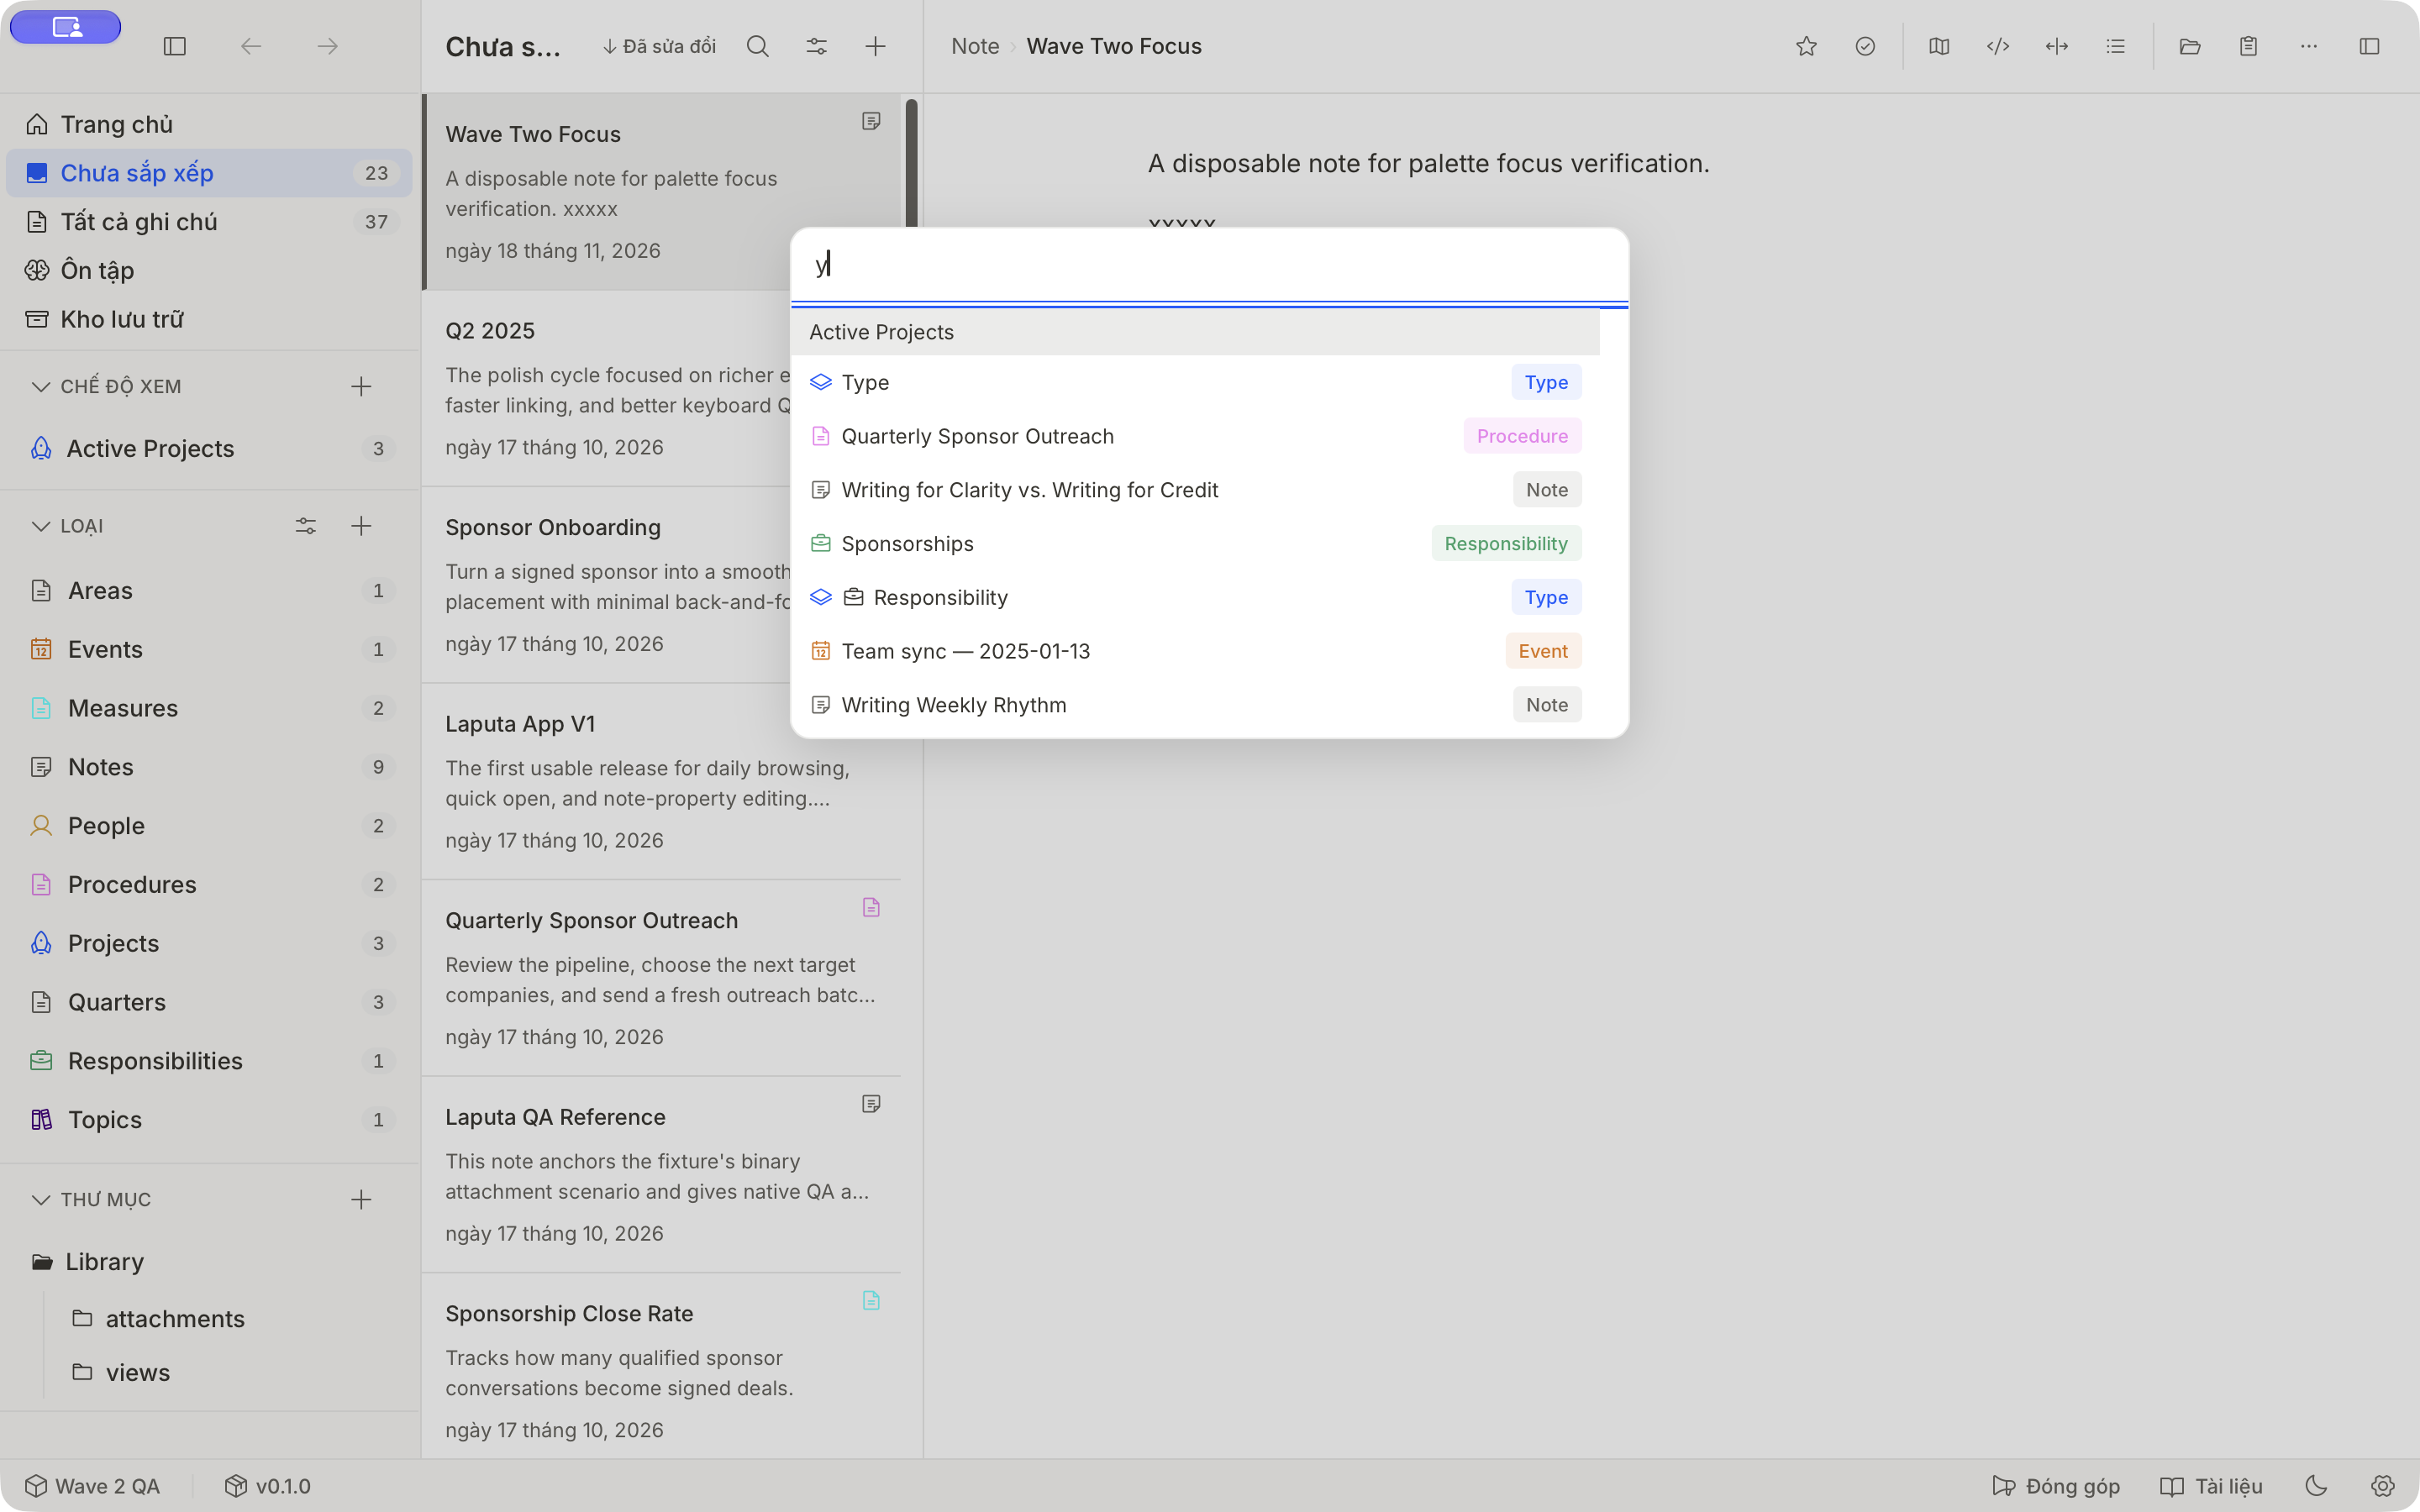 Chưa s...
Đã sửa đổi
Note
Wave Two Focus
Trang chủ
Chưa sắp xếp
23
Tất cả ghi chú
37
Ôn tập
Kho lưu trữ
CHẾ ĐỘ XEM
Active Projects
3
LOẠI
Areas
1
Events
1
Measures
2
Notes
9
People
2
Procedures
2
Projects
3
Quarters
3
Responsibilities
1
Topics
1
THƯ MỤC
Library
attachments
views
Wave Two Focus
A disposable note for palette focus
verification. xxxxx
ngày 18 tháng 11, 2026
Q2 2025
The polish cycle focused on richer e
faster linking, and better keyboard Q
ngày 17 tháng 10, 2026
Sponsor Onboarding
Turn a signed sponsor into a smooth
placement with minimal back-and-fo
ngày 17 tháng 10, 2026
Laputa App V1
The first usable release for daily browsing,
quick open, and note-property editing....
ngày 17 tháng 10, 2026
Quarterly Sponsor Outreach
Review the pipeline, choose the next target
companies, and send a fresh outreach batc...
ngày 17 tháng 10, 2026
Laputa QA Reference
This note anchors the fixture's binary
attachment scenario and gives native QA a...
ngày 17 tháng 10, 2026
Sponsorship Close Rate
Tracks how many qualified sponsor
conversations become signed deals.
ngày 17 tháng 10, 2026
A disposable note for palette focus verification.
xxxxx
y
Active Projects
Type
Type
Quarterly Sponsor Outreach
Procedure
Writing for Clarity vs. Writing for Credit
Note
Sponsorships
Responsibility
Responsibility
Type
Team sync — 2025-01-13
Event
Writing Weekly Rhythm
Note
Wave 2 QA
v0.1.0
Đóng góp
Tài liệu